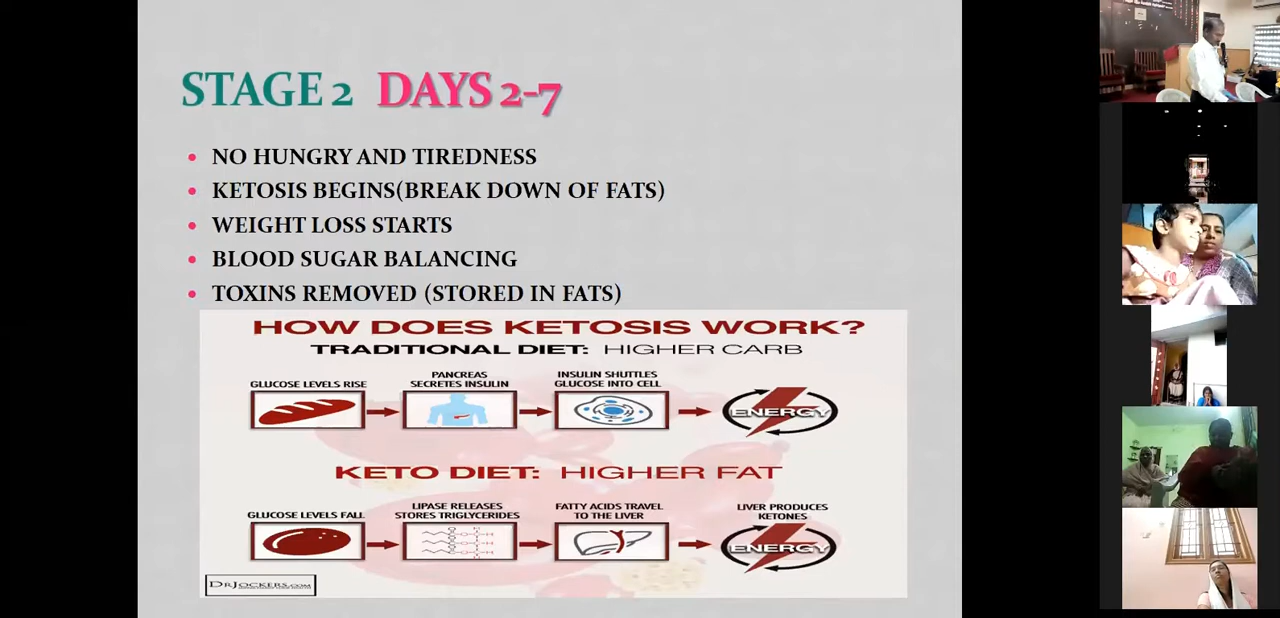 STAGE 2 DAYS 2-7
NO HUNGRY AND TIREDNESS
KETOSIS BEGINS(BREAK DOWN OF FATS)
WEIGHT LOSS STARTS
BLOOD SUGAR BALANCING
TOXINS REMOVED (STORED IN FATS)
HOW DOES KETOSIS WORK?
TRADITIONAL DIET: HIGHER CARB
GLUCOSE LEVELS RISE
PANCREAS
SECRETES INSULIN
INSULIN SHUTTLES
GLUCOSE INTO CELL
ENERGY
KETO DIET: HIGHER FAT
GLUCOSE LEVELS FALL
LIPASE RELEASES
STORES TRIGLYCERIDES
FATTY ACIDS TRAVEL
TO THE LIVER
LIVER PRODUCES
KETONES
ENERGY
DRJOCKERS.COM